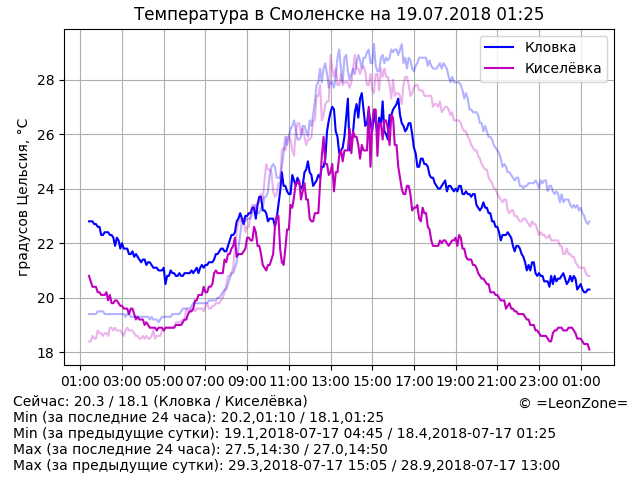 Температура в Смоленске на 19.07.2018 01:25
Кловка
Киселёвка
градусов Цельсия, °C
28
26
24
22
20
18
01:00 03:00 05:00 07:00 09:00 11:00 13:00 15:00 17:00 19:00 21:00 23:00 01:00
Сейчас: 20.3 / 18.1 (Кловка / Киселёвка)
© =LeonZone=
Min (за последние 24 часа): 20.2,01:10 / 18.1,01:25
Min (за предыдущие сутки): 19.1,2018-07-17 04:45 / 18.4,2018-07-17 01:25
Max (за последние 24 часа): 27.5,14:30 / 27.0,14:50
Max (за предыдущие сутки): 29.3,2018-07-17 15:05 / 28.9,2018-07-17 13:00